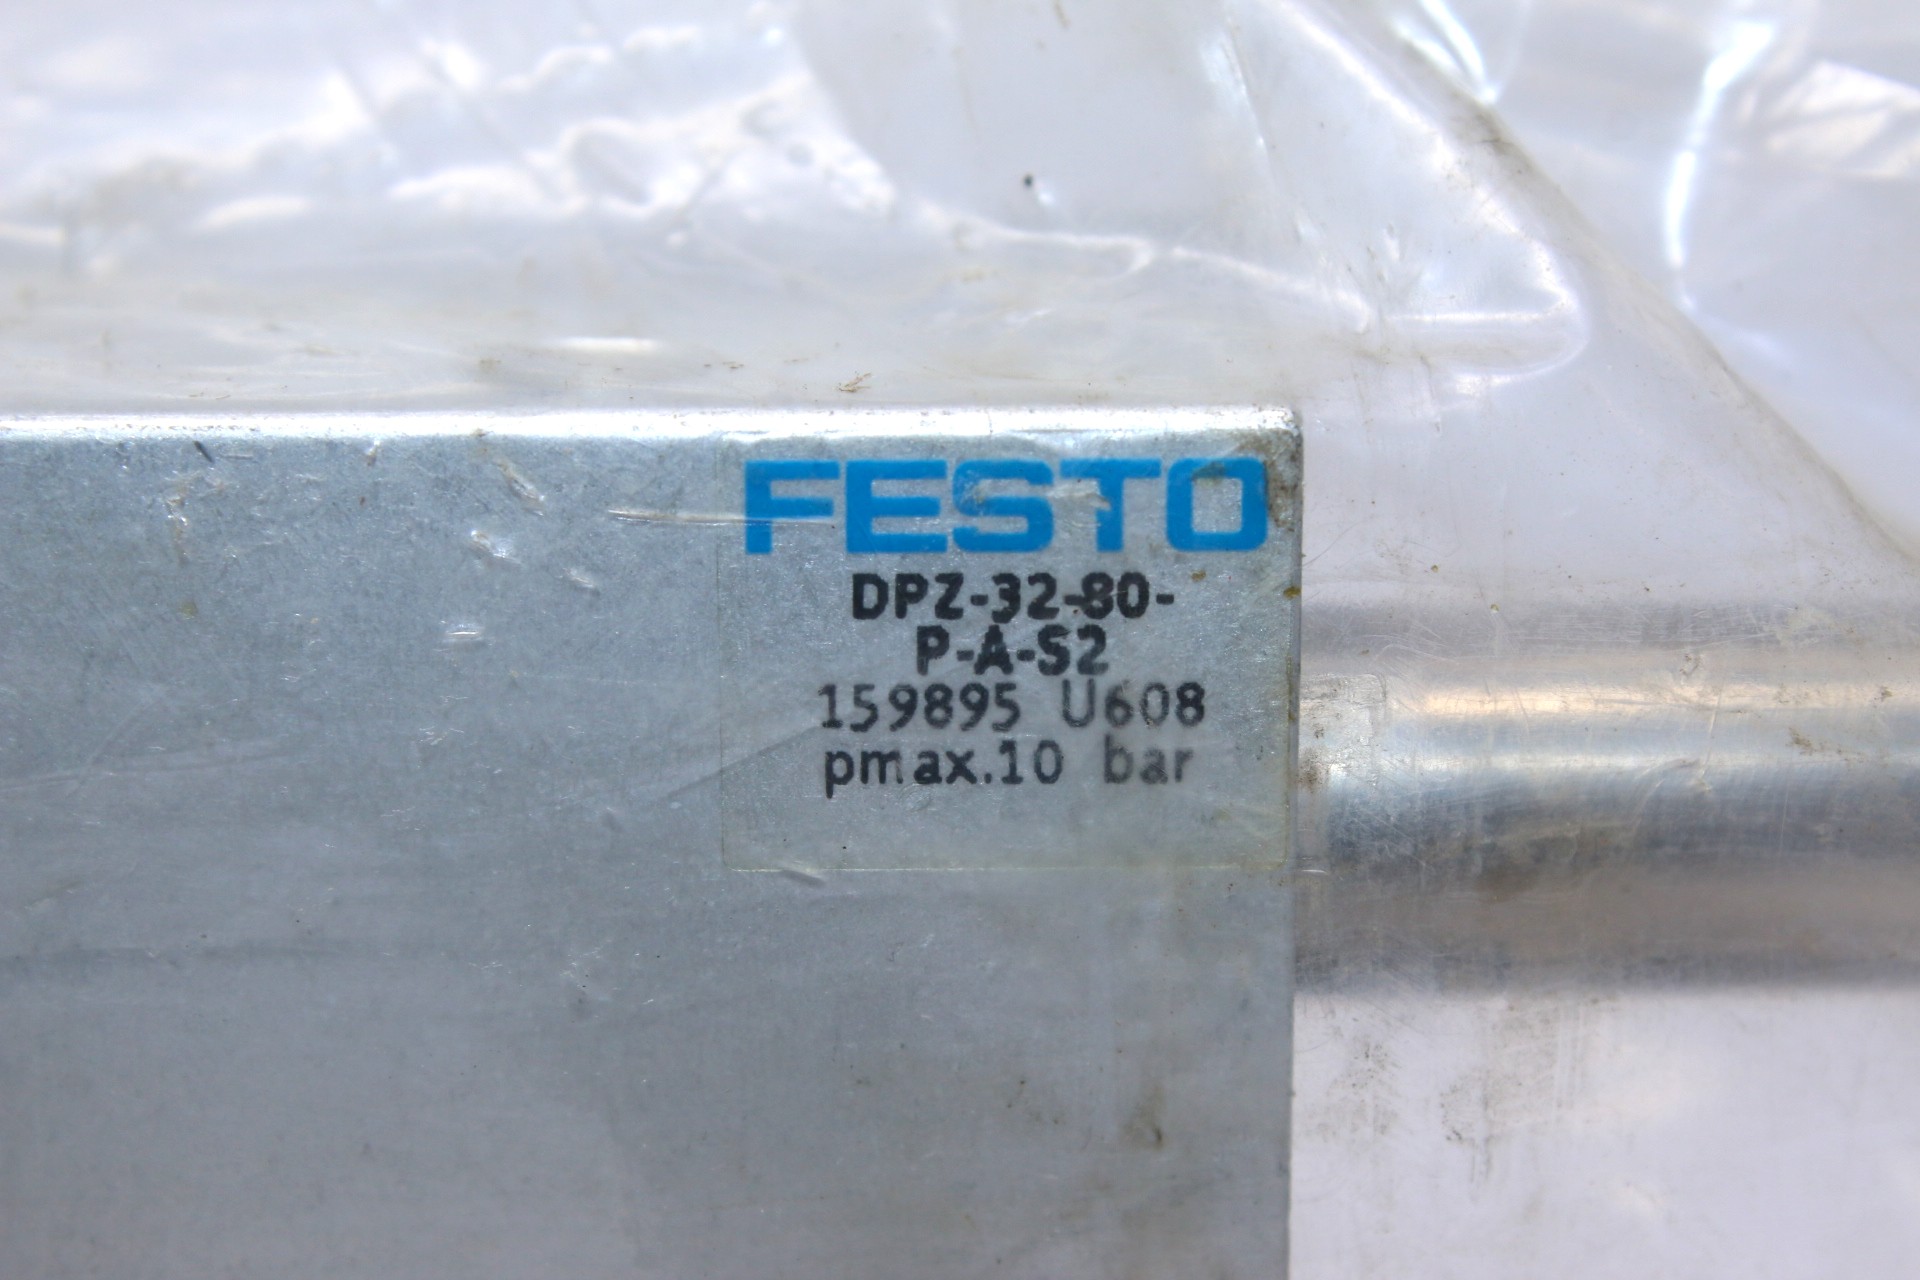 FESTO
DPZ-32-80-
P-A-S2
159895 U608
pmax.10 bar